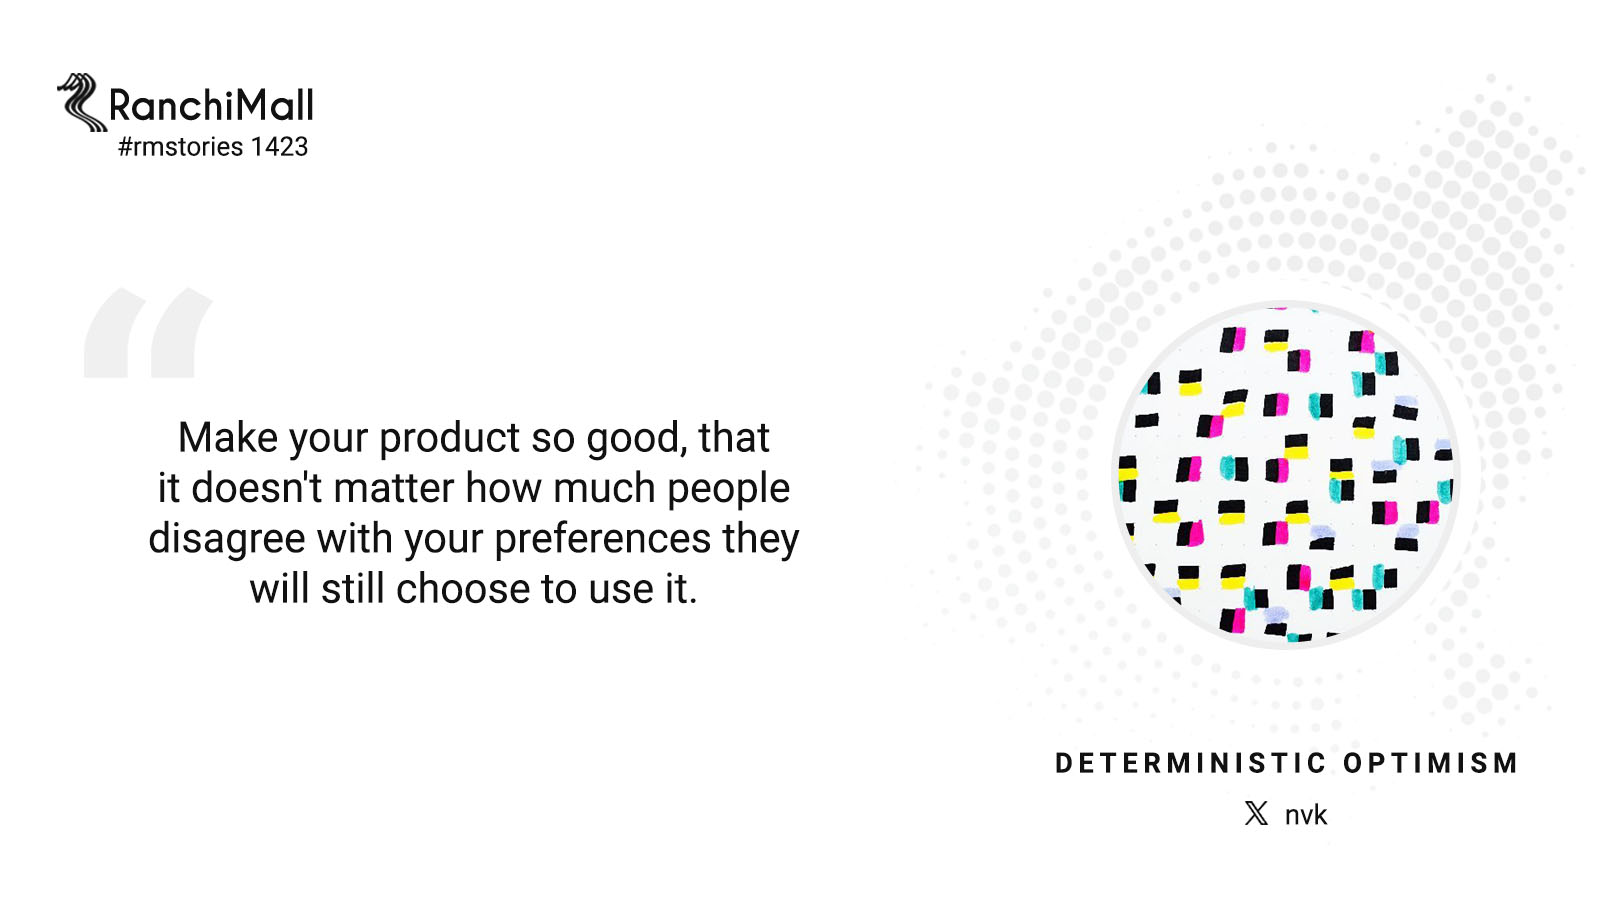 RanchiMall
#rmstories 1423
“
Make your product so good, that
it doesn't matter how much people
disagree with your preferences they
will still choose to use it.
DETERMINISTIC OPTIMISM
𝕏 nvk